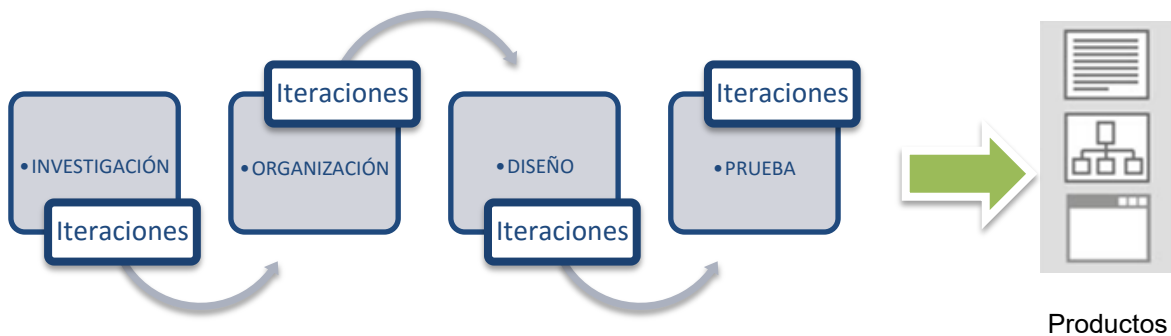 • INVESTIGACIÓN
Iteraciones
Iteraciones
• ORGANIZACIÓN
• DISEÑO
Iteraciones
Iteraciones
• PRUEBA
Productos